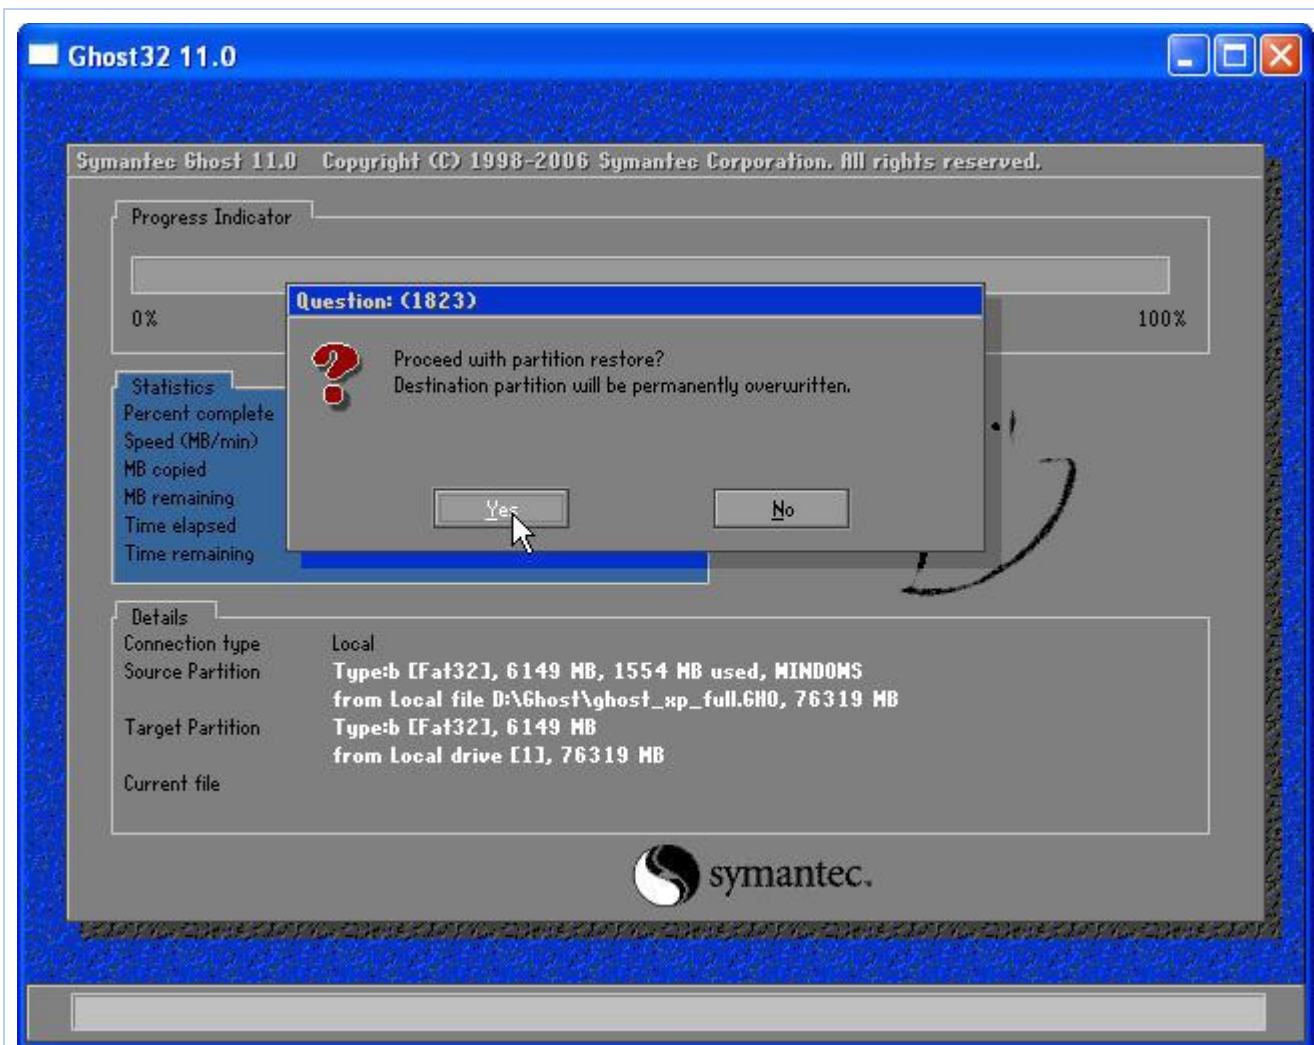 Ghost32 11.0
Symantec Ghost 11.0 Copyright (C) 1998-2006 Symantec Corporation. All rights reserved.
Progress Indicator
0%
100%
Question: (1823)
Proceed with partition restore?
Destination partition will be permanently overwritten.
Yes
No
Statistics
Percent complete
Speed (MB/min)
MB copied
MB remaining
Time elapsed
Time remaining
Details
Connection type Local
Source Partition Type:b [Fat32], 6149 MB, 1554 MB used, WINDOWS
from Local file D:\Ghost\ghost_xp_full.GHO, 76319 MB
Target Partition Type:b [Fat32], 6149 MB
from Local drive [1], 76319 MB
Current file
symantec.